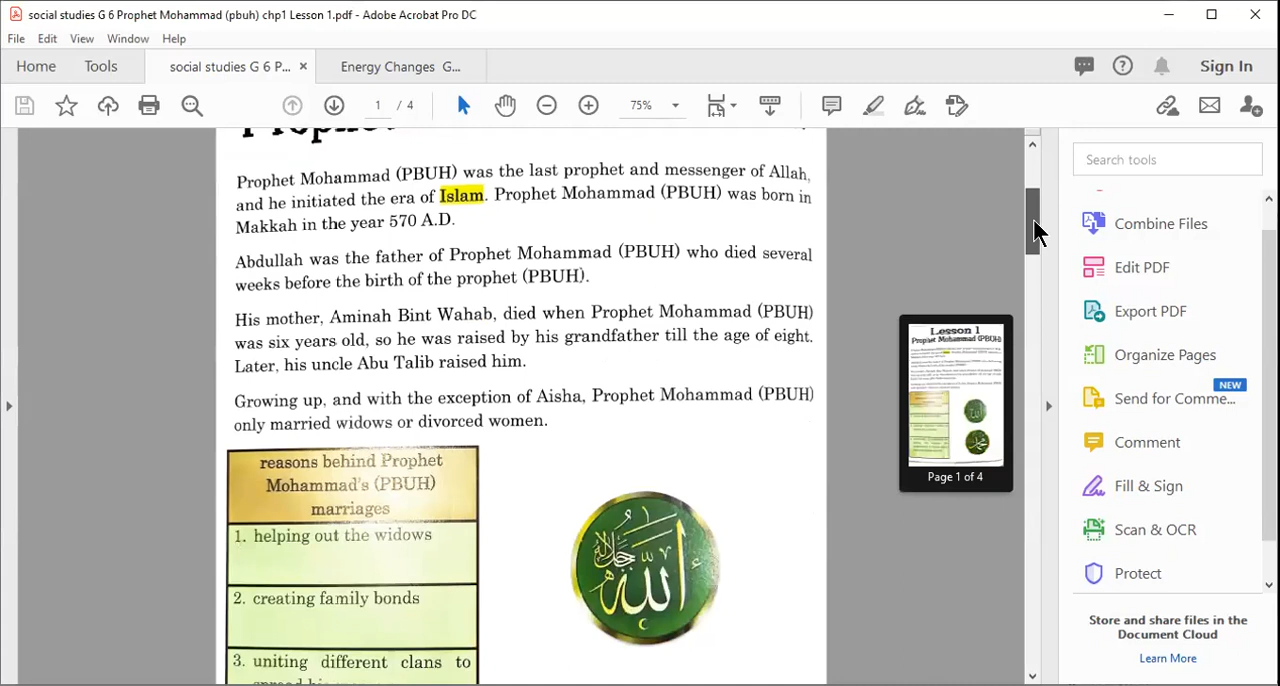 social studies G 6 Prophet Mohammad (pbuh) chp1 Lesson 1.pdf - Adobe Acrobat Pro DC
File Edit View Window Help
Home Tools social studies G 6 P... × Energy Changes G... Sign In
1 / 4 75%
Prophet Mohammad (PBUH) was the last prophet and messenger of Allah,
and he initiated the era of Islam. Prophet Mohammad (PBUH) was born in
Makkah in the year 570 A.D.
Abdullah was the father of Prophet Mohammad (PBUH) who died several
weeks before the birth of the prophet (PBUH).
His mother, Aminah Bint Wahab, died when Prophet Mohammad (PBUH)
was six years old, so he was raised by his grandfather till the age of eight.
Later, his uncle Abu Talib raised him.
Growing up, and with the exception of Aisha, Prophet Mohammad (PBUH)
only married widows or divorced women.
reasons behind Prophet
Mohammad's (PBUH)
marriages
1. helping out the widows
2. creating family bonds
3. uniting different clans to
الله جل جلاله
Lesson 1
Prophet Mohammad (PBUH)
Page 1 of 4
Search tools
Combine Files
Edit PDF
Export PDF
Organize Pages
NEW
Send for Comme...
Comment
Fill & Sign
Scan & OCR
Protect
Store and share files in the
Document Cloud
Learn More